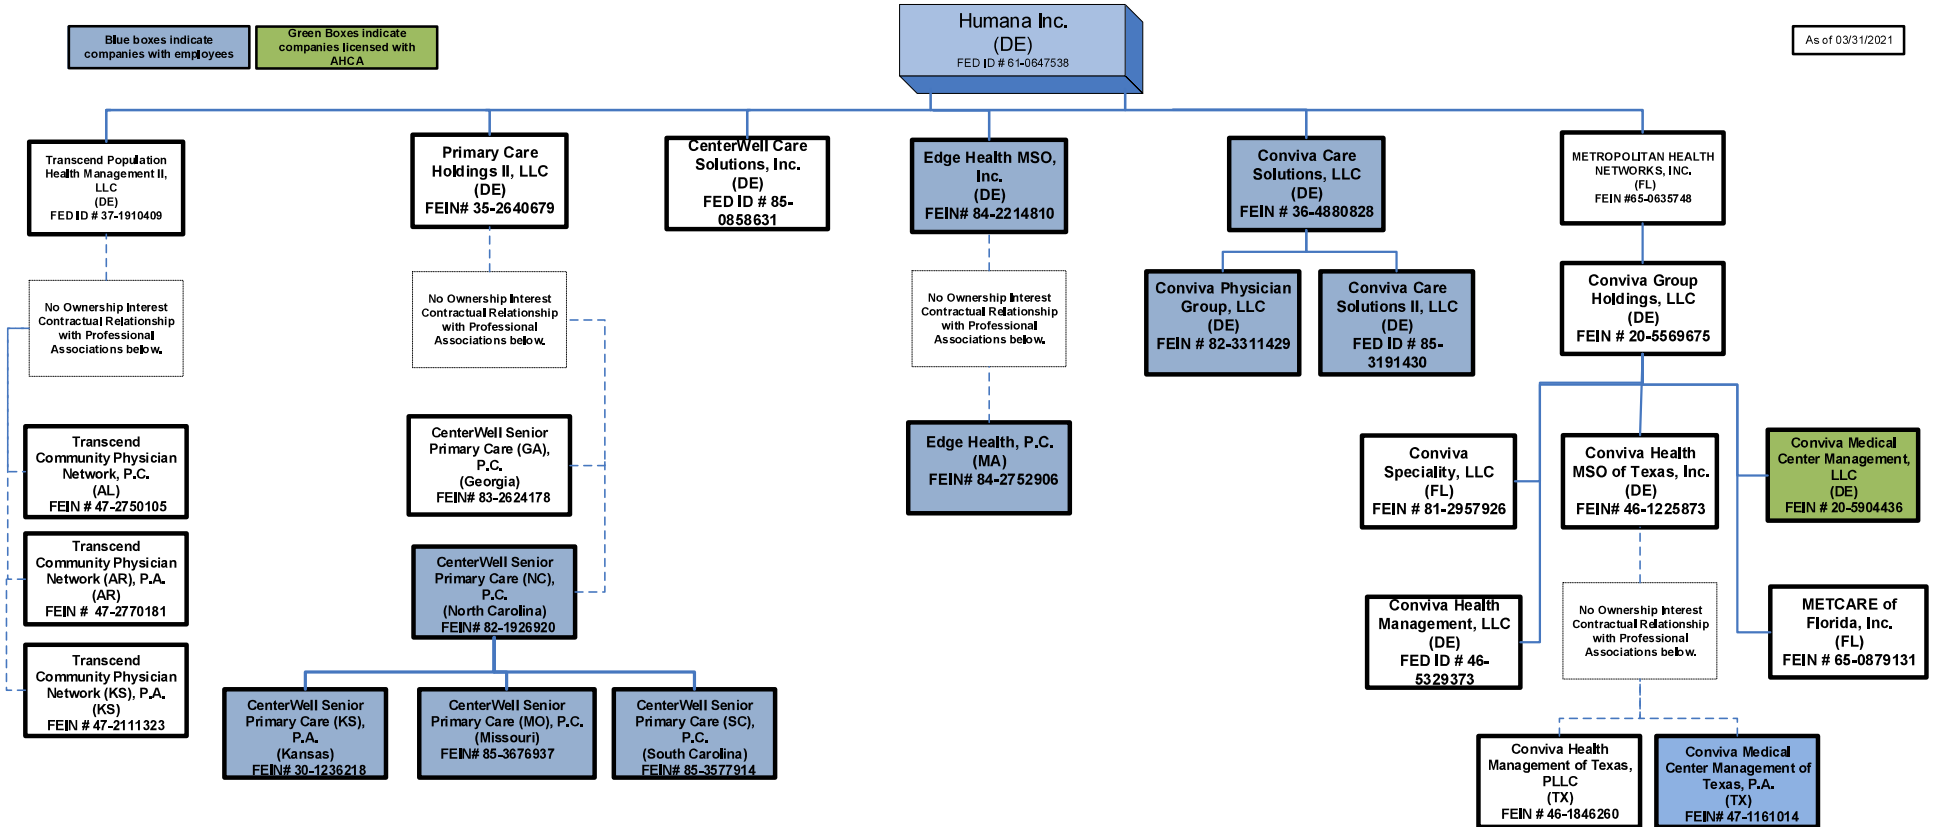 Blue boxes indicate
companies with employees
Green Boxes indicate
companies licensed with
AHCA
Humana Inc.
(DE)
FED ID # 61-0647538
As of 03/31/2021
Transcend Population
Health Management II,
LLC
(DE)
FED ID # 37-1910409
Primary Care
Holdings II, LLC
(DE)
FEIN# 35-2640679
CenterWell Care
Solutions, Inc.
(DE)
FED ID # 85-
0858631
Edge Health MSO,
Inc.
(DE)
FEIN# 84-2214810
Conviva Care
Solutions, LLC
(DE)
FEIN # 36-4880828
METROPOLITAN HEALTH
NETWORKS, INC.
(FL)
FEIN #65-0635748
No Ownership Interest
Contractual Relationship
with Professional
Associations below.
No Ownership Interest
Contractual Relationship
with Professional
Associations below.
No Ownership Interest
Contractual Relationship
with Professional
Associations below.
Conviva Physician
Group, LLC
(DE)
FEIN # 82-3311429
Conviva Care
Solutions II, LLC
(DE)
FED ID # 85-
3191430
Conviva Group
Holdings, LLC
(DE)
FEIN # 20-5569675
Transcend
Community Physician
Network, P.C.
(AL)
FEIN # 47-2750105
CenterWell Senior
Primary Care (GA),
P.C.
(Georgia)
FEIN# 83-2624178
Edge Health, P.C.
(MA)
FEIN# 84-2752906
Conviva
Speciality, LLC
(FL)
FEIN # 81-2957926
Conviva Health
MSO of Texas, Inc.
(DE)
FEIN# 46-1225873
Conviva Medical
Center Management,
LLC
(DE)
FEIN # 20-5904436
Transcend
Community Physician
Network (AR), P.A.
(AR)
FEIN # 47-2770181
CenterWell Senior
Primary Care (NC),
P.C.
(North Carolina)
FEIN# 82-1926920
Conviva Health
Management, LLC
(DE)
FED ID # 46-
5329373
No Ownership Interest
Contractual Relationship
with Professional
Associations below.
METCARE of
Florida, Inc.
(FL)
FEIN # 65-0879131
Transcend
Community Physician
Network (KS), P.A.
(KS)
FEIN # 47-2111323
CenterWell Senior
Primary Care (KS),
P.A.
(Kansas)
FEIN# 30-1236218
CenterWell Senior
Primary Care (MO), P.C.
(Missouri)
FEIN# 85-3676937
CenterWell Senior
Primary Care (SC),
P.C.
(South Carolina)
FEIN# 85-3577914
Conviva Health
Management of Texas,
PLLC
(TX)
FEIN # 46-1846260
Conviva Medical
Center Management of
Texas, P.A.
(TX)
FEIN# 47-1161014